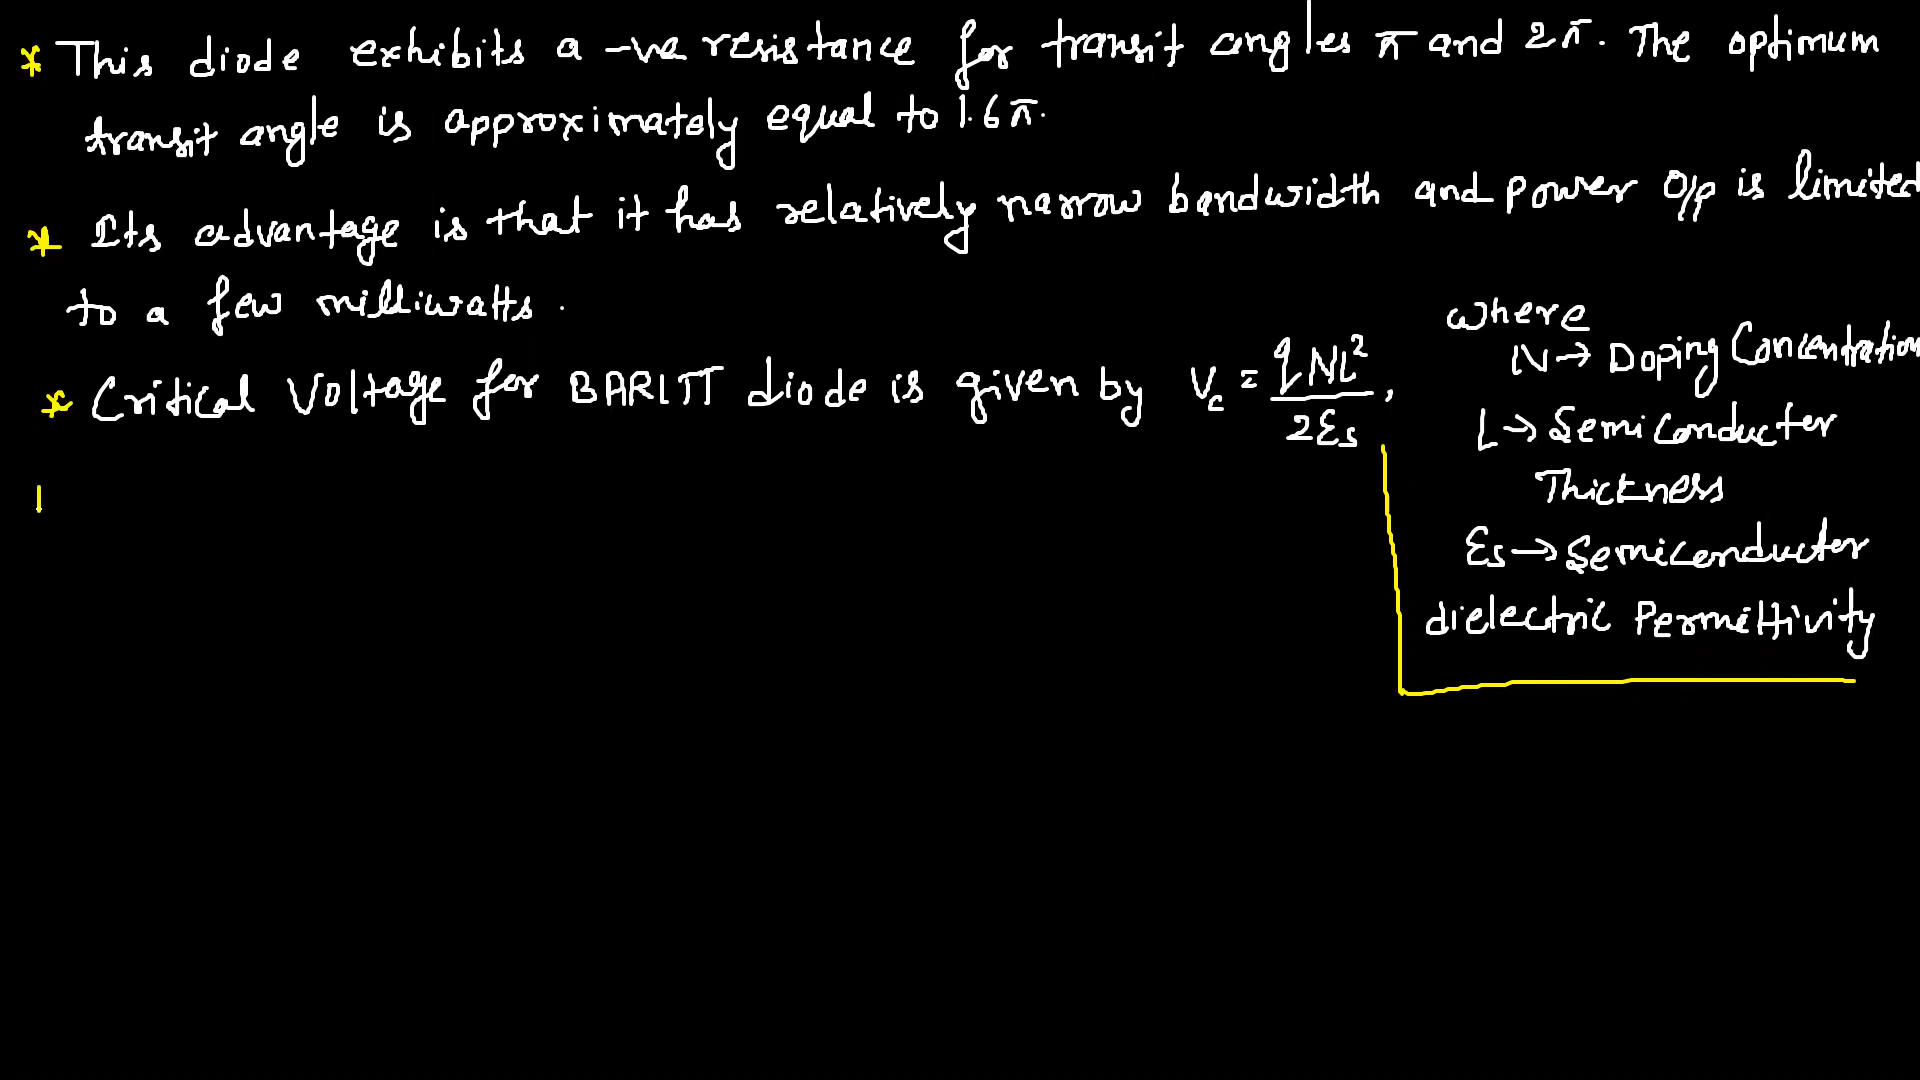 * This diode exhibits a -ve resistance for transit angles π and 2π. The optimum
transit angle is approximately equal to 1.6π.
* Its advantage is that it has relatively narrow bandwidth and power O/p is limited
to a few milliwatts.
* Critical Voltage for BARITT diode is given by Vc = qNL²/2Es,
where
N → Doping Concentration
L → Semiconductor
Thickness
Es → Semiconductor
dielectric Permittivity